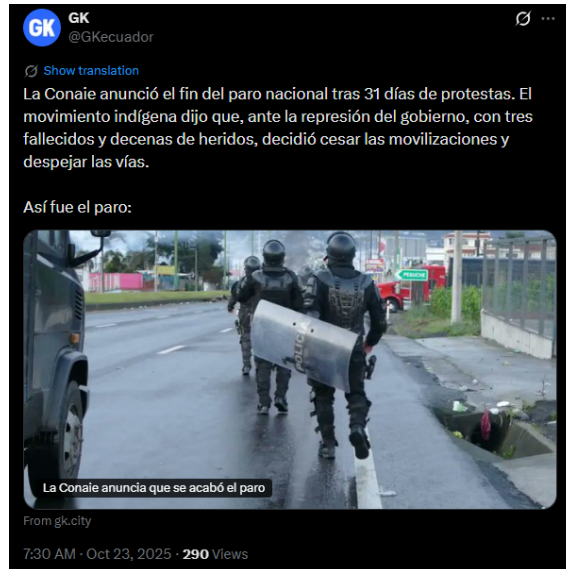 GK
GK
@GKecuador
Show translation
La Conaie anunció el fin del paro nacional tras 31 días de protestas. El
movimiento indígena dijo que, ante la represión del gobierno, con tres
fallecidos y decenas de heridos, decidió cesar las movilizaciones y
despejar las vías.
Así fue el paro:
POLICIA
La Conaie anuncia que se acabó el paro
From gk.city
7:30 AM · Oct 23, 2025 · 290 Views